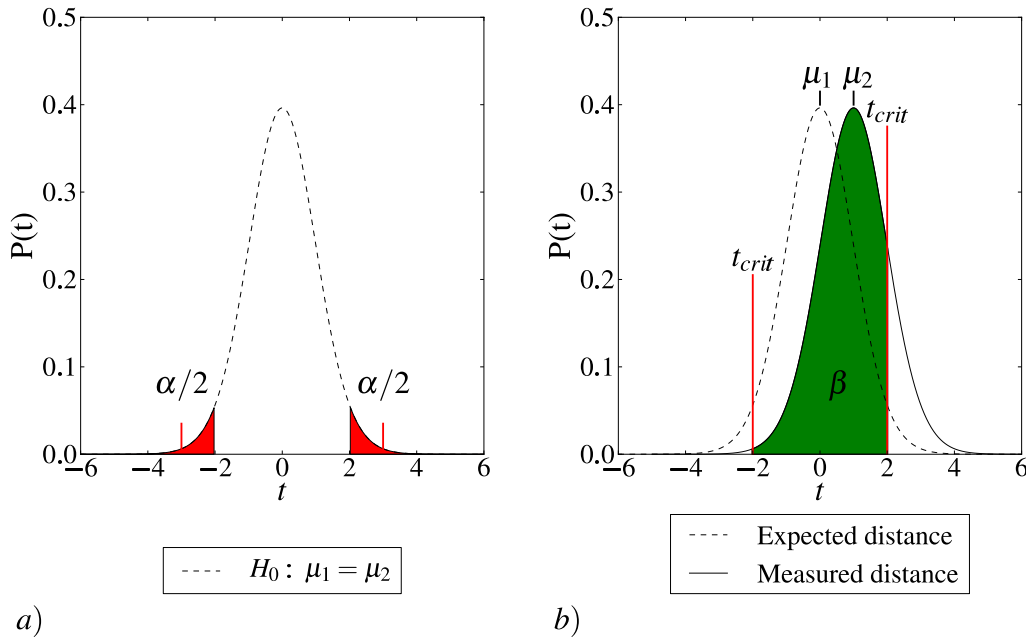 0.5
0.4
0.3
0.2
0.1
0.0
P(t)
α/2 α/2
−6 −4 −2 0 2 4 6
t
H₀ : μ₁ = μ₂
a)
0.5
0.4
0.3
0.2
0.1
0.0
P(t)
μ₁ μ₂
t_crit
t_crit
β
−6 −4 −2 0 2 4 6
t
Expected distance
Measured distance
b)